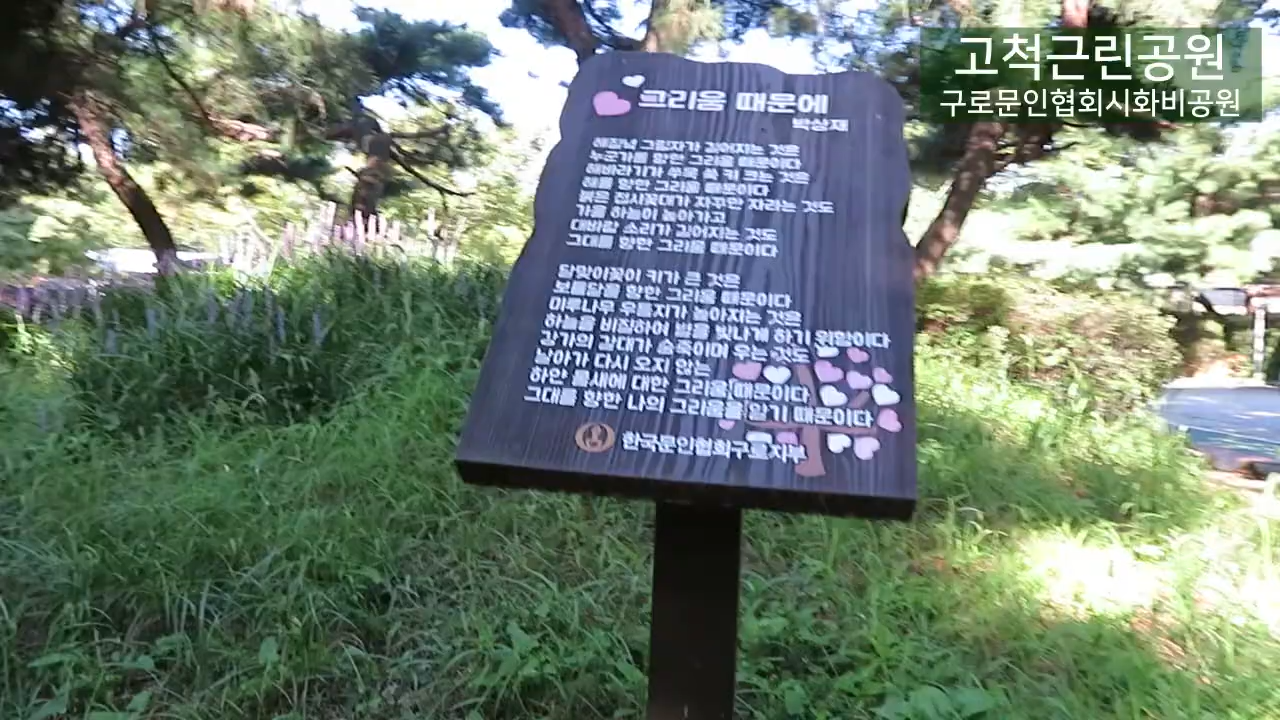 고척근린공원
구로문인협회시화비공원
그리움 때문에
박상재
해질녘 그림자가 길어지는 것은
누군가를 향한 그리움 때문이다
해바라기가 쑤욱 쑥 키 크는 것은
해를 향한 그리움 때문이다
붉은 접시꽃대가 자꾸만 자라는 것도
가을 하늘이 높아가고
대바람 소리가 길어지는 것도
그대를 향한 그리움 때문이다
달맞이꽃이 키가 큰 것은
보름달을 향한 그리움 때문이다
미루나무 우듬지가 높아지는 것은
하늘을 비질하여 별을 빛나게 하기 위함이다
강가의 갈대가 숨죽이며 우는 것도
날아가 다시 오지 않는
하얀 물새에 대한 그리움 때문이다
그대를 향한 나의 그리움을 알기 때문이다
한국문인협회구로지부